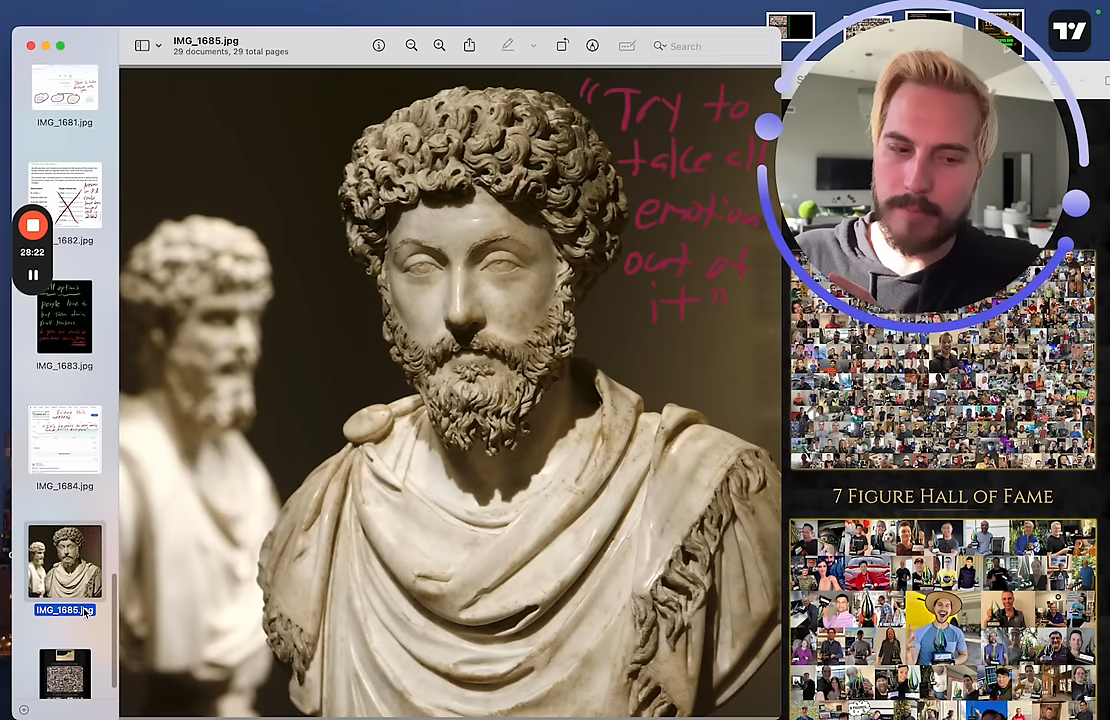 IMG_1685.jpg
29 documents, 29 total pages
Search
IMG_1681.jpg
_1682.jpg
28:22
IMG_1683.jpg
IMG_1684.jpg
IMG_1685.jpg
"Try to
take all
emotion
out of
it"
7 Figure Hall of Fame